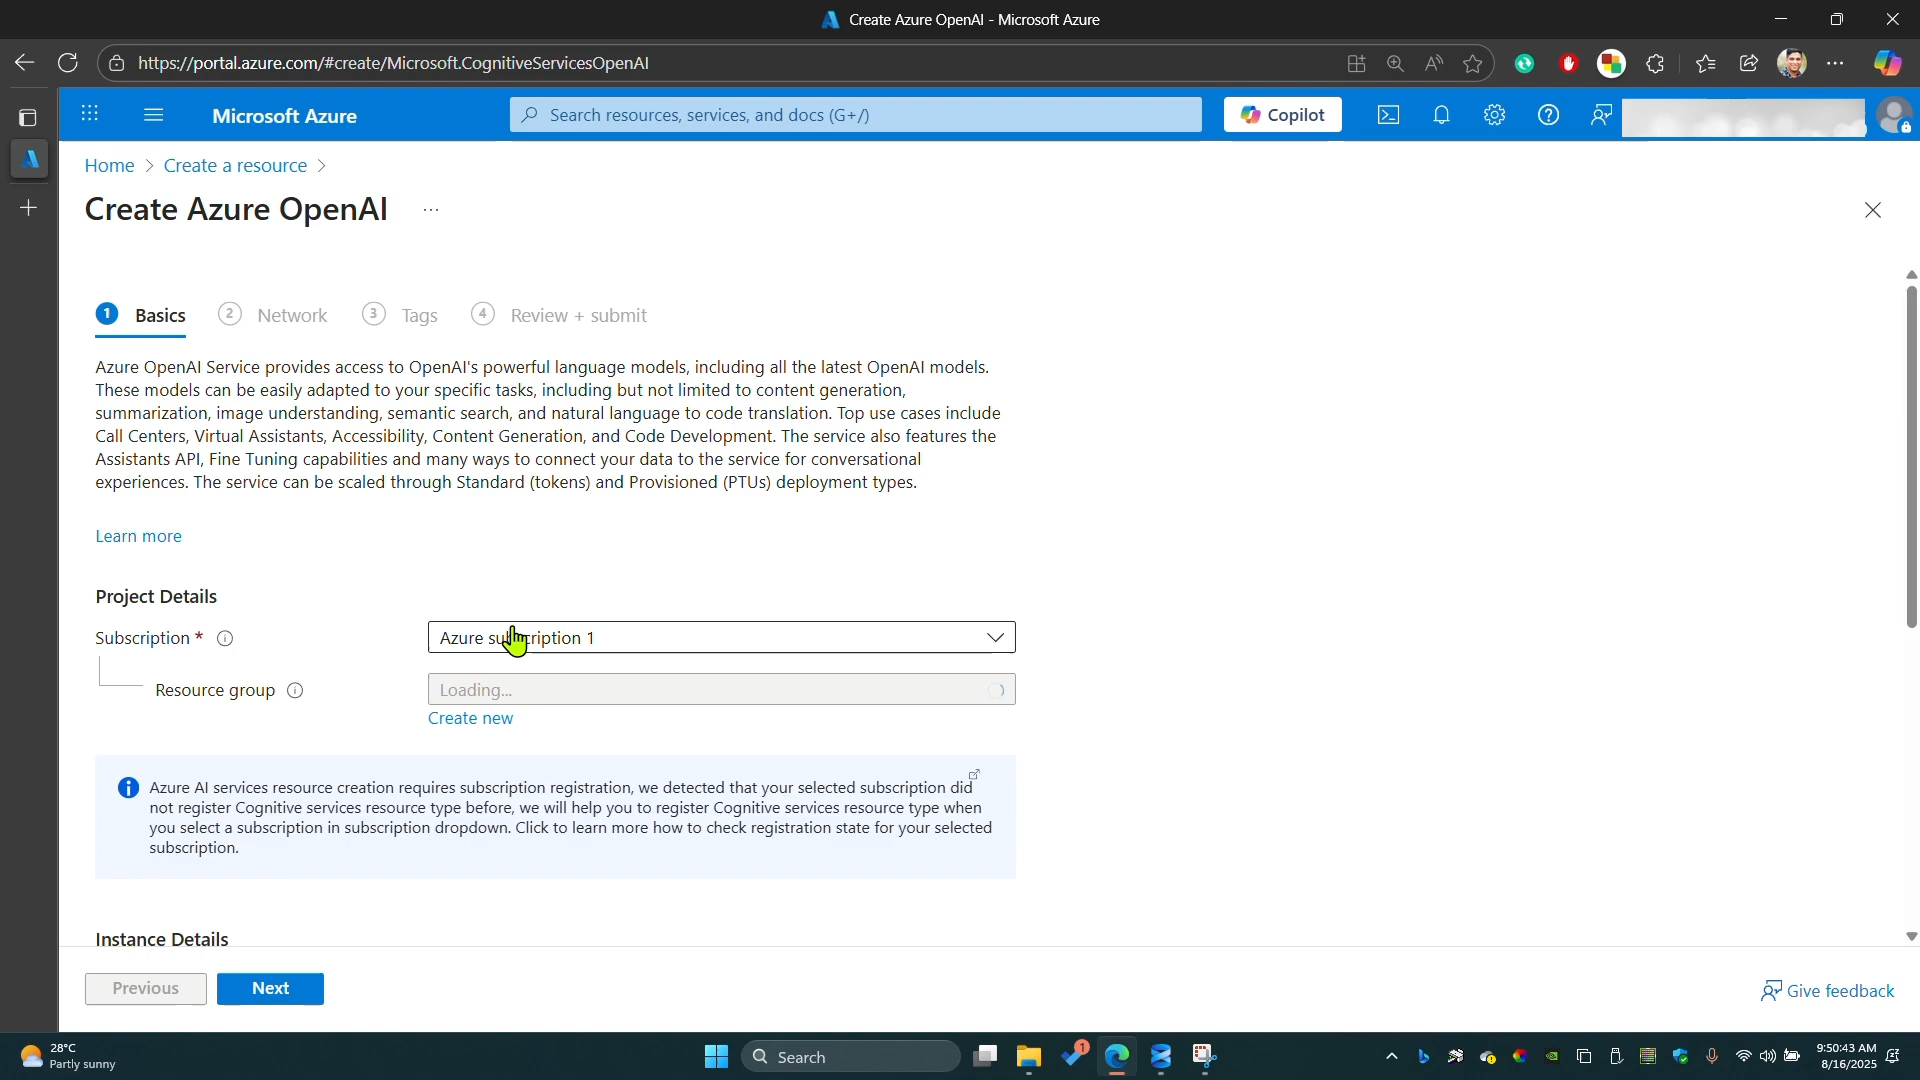 Create Azure OpenAI - Microsoft Azure
https://portal.azure.com/#create/Microsoft.CognitiveServicesOpenAI
Microsoft Azure
Search resources, services, and docs (G+/)
Copilot
Home > Create a resource >
Create Azure OpenAI ...
1 Basics 2 Network 3 Tags 4 Review + submit
Azure OpenAI Service provides access to OpenAI's powerful language models, including all the latest OpenAI models.
These models can be easily adapted to your specific tasks, including but not limited to content generation,
summarization, image understanding, semantic search, and natural language to code translation. Top use cases include
Call Centers, Virtual Assistants, Accessibility, Content Generation, and Code Development. The service also features the
Assistants API, Fine Tuning capabilities and many ways to connect your data to the service for conversational
experiences. The service can be scaled through Standard (tokens) and Provisioned (PTUs) deployment types.
Learn more
Project Details
Subscription *
Azure subscription 1
Resource group
Loading...
Create new
Azure AI services resource creation requires subscription registration, we detected that your selected subscription did
not register Cognitive services resource type before, we will help you to register Cognitive services resource type when
you select a subscription in subscription dropdown. Click to learn more how to check registration state for your selected
subscription.
Instance Details
Previous
Next
Give feedback
28°C
Partly sunny
Search
1
9:50:43 AM
8/16/2025